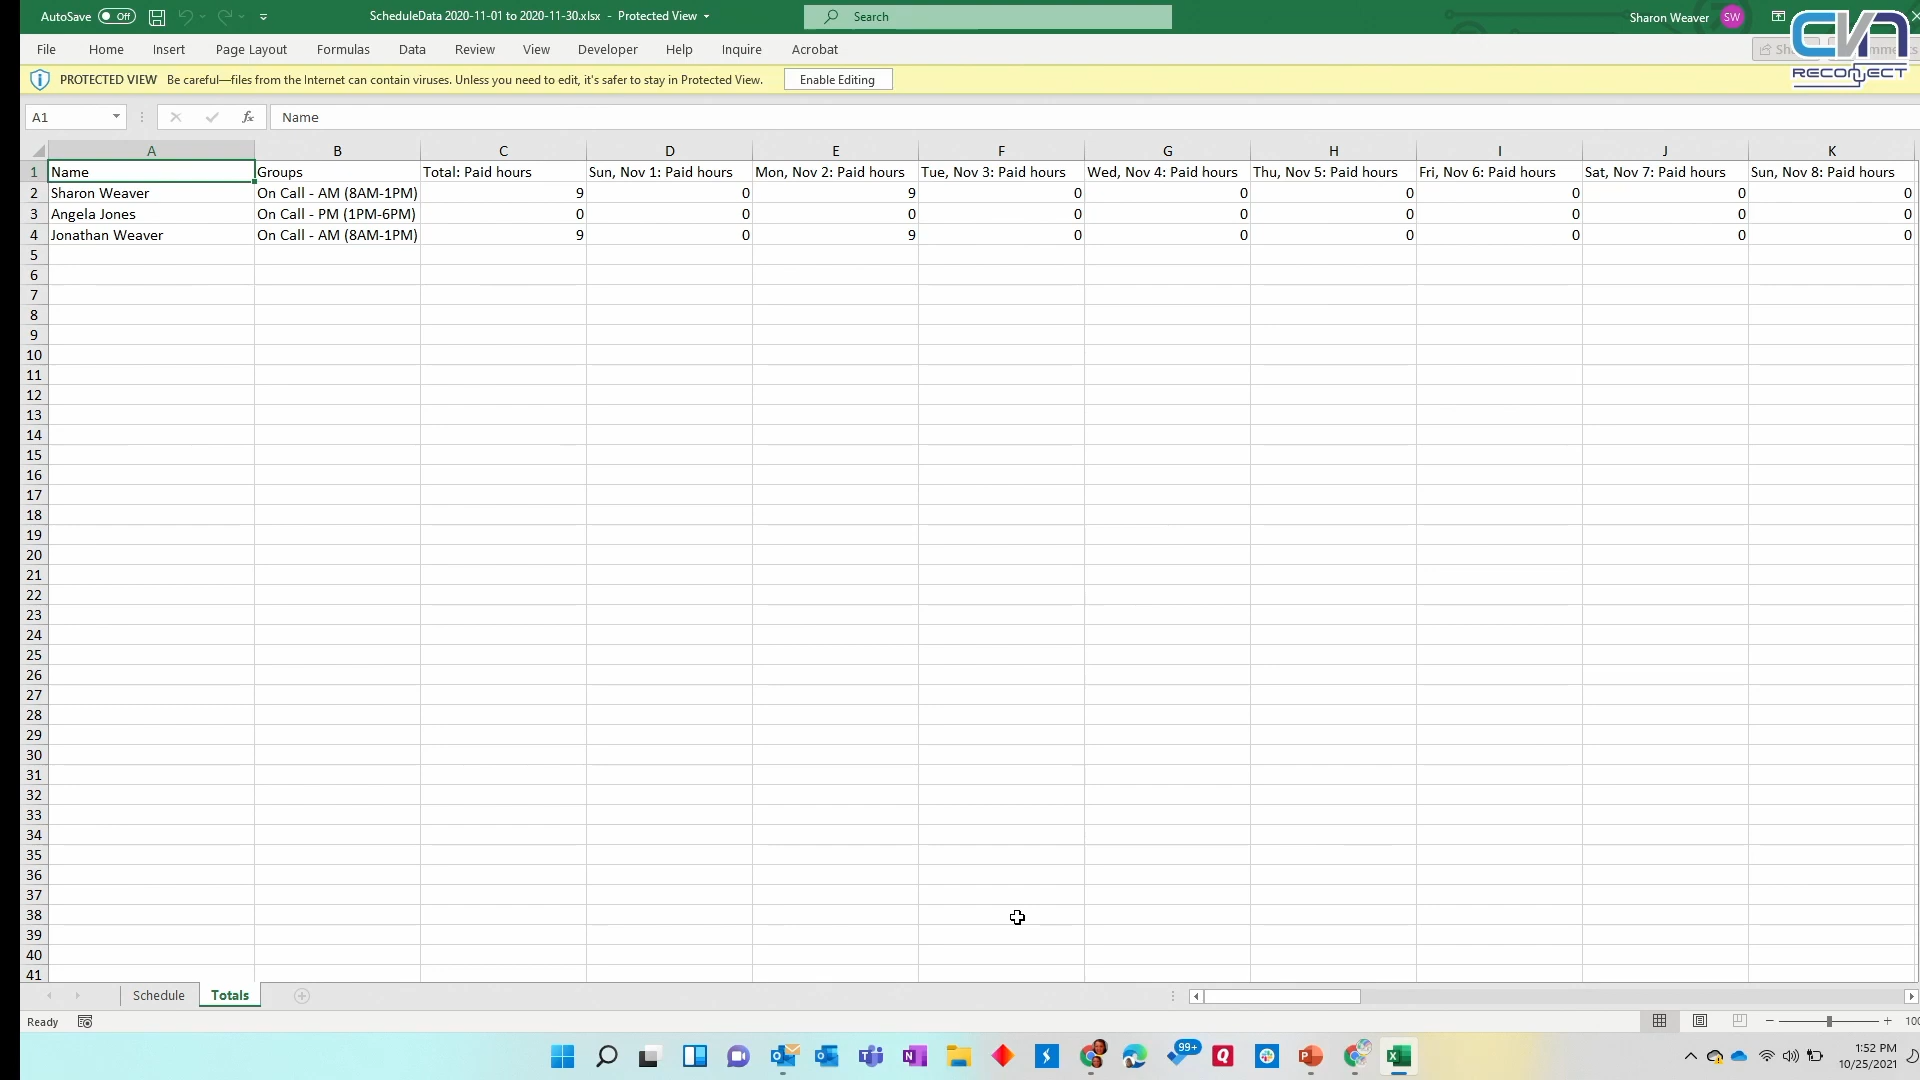 AutoSave Off ScheduleData 2020-11-01 to 2020-11-30.xlsx - Protected View Search Sharon Weaver SW
File Home Insert Page Layout Formulas Data Review View Developer Help Inquire Acrobat
CVN
RECONNECT
PROTECTED VIEW Be careful—files from the Internet can contain viruses. Unless you need to edit, it's safer to stay in Protected View. Enable Editing
A1 fx Name
A B C D E F G H I J K
1 Name Groups Total: Paid hours Sun, Nov 1: Paid hours Mon, Nov 2: Paid hours Tue, Nov 3: Paid hours Wed, Nov 4: Paid hours Thu, Nov 5: Paid hours Fri, Nov 6: Paid hours Sat, Nov 7: Paid hours Sun, Nov 8: Paid hours
2 Sharon Weaver On Call - AM (8AM-1PM) 9 0 9 0 0 0 0 0 0
3 Angela Jones On Call - PM (1PM-6PM) 0 0 0 0 0 0 0 0 0
4 Jonathan Weaver On Call - AM (8AM-1PM) 9 0 9 0 0 0 0 0 0
5
6
7
8
9
10
11
12
13
14
15
16
17
18
19
20
21
22
23
24
25
26
27
28
29
30
31
32
33
34
35
36
37
38
39
40
41
Schedule Totals
Ready 100
99+
1:52 PM
10/25/2021